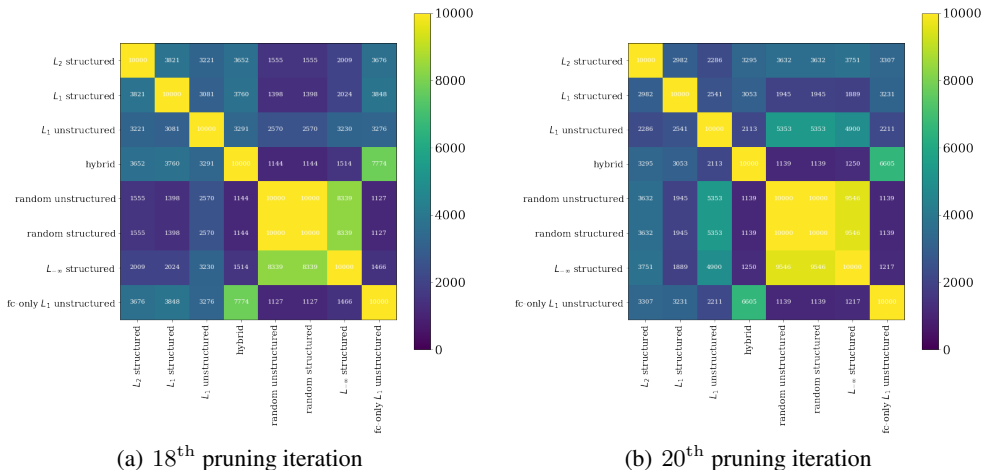 10000
8000
6000
4000
2000
0
L₂ structured
L₁ structured
L₁ unstructured
hybrid
random unstructured
random structured
L₋∞ structured
fc-only L₁ unstructured
10000 3821 3221 3652 1555 1555 2009 3676
3821 10000 3081 3760 1398 1398 2024 3848
3221 3081 10000 3291 2570 2570 3230 3276
3652 3760 3291 10000 1144 1144 1514 7774
1555 1398 2570 1144 10000 10000 8339 1127
1555 1398 2570 1144 10000 10000 8339 1127
2009 2024 3230 1514 8339 8339 10000 1466
3676 3848 3276 7774 1127 1127 1466 10000
L₂ structured
L₁ structured
L₁ unstructured
hybrid
random unstructured
random structured
L₋∞ structured
fc-only L₁ unstructured
(a) 18th pruning iteration
10000
8000
6000
4000
2000
0
L₂ structured
L₁ structured
L₁ unstructured
hybrid
random unstructured
random structured
L₋∞ structured
fc-only L₁ unstructured
10000 2982 2286 3295 3632 3632 3751 3307
2982 10000 2541 3053 1945 1945 1889 3231
2286 2541 10000 2113 5353 5353 4900 2211
3295 3053 2113 10000 1139 1139 1250 6605
3632 1945 5353 1139 10000 10000 9546 1139
3632 1945 5353 1139 10000 10000 9546 1139
3751 1889 4900 1250 9546 9546 10000 1217
3307 3231 2211 6605 1139 1139 1217 10000
L₂ structured
L₁ structured
L₁ unstructured
hybrid
random unstructured
random structured
L₋∞ structured
fc-only L₁ unstructured
(b) 20th pruning iteration